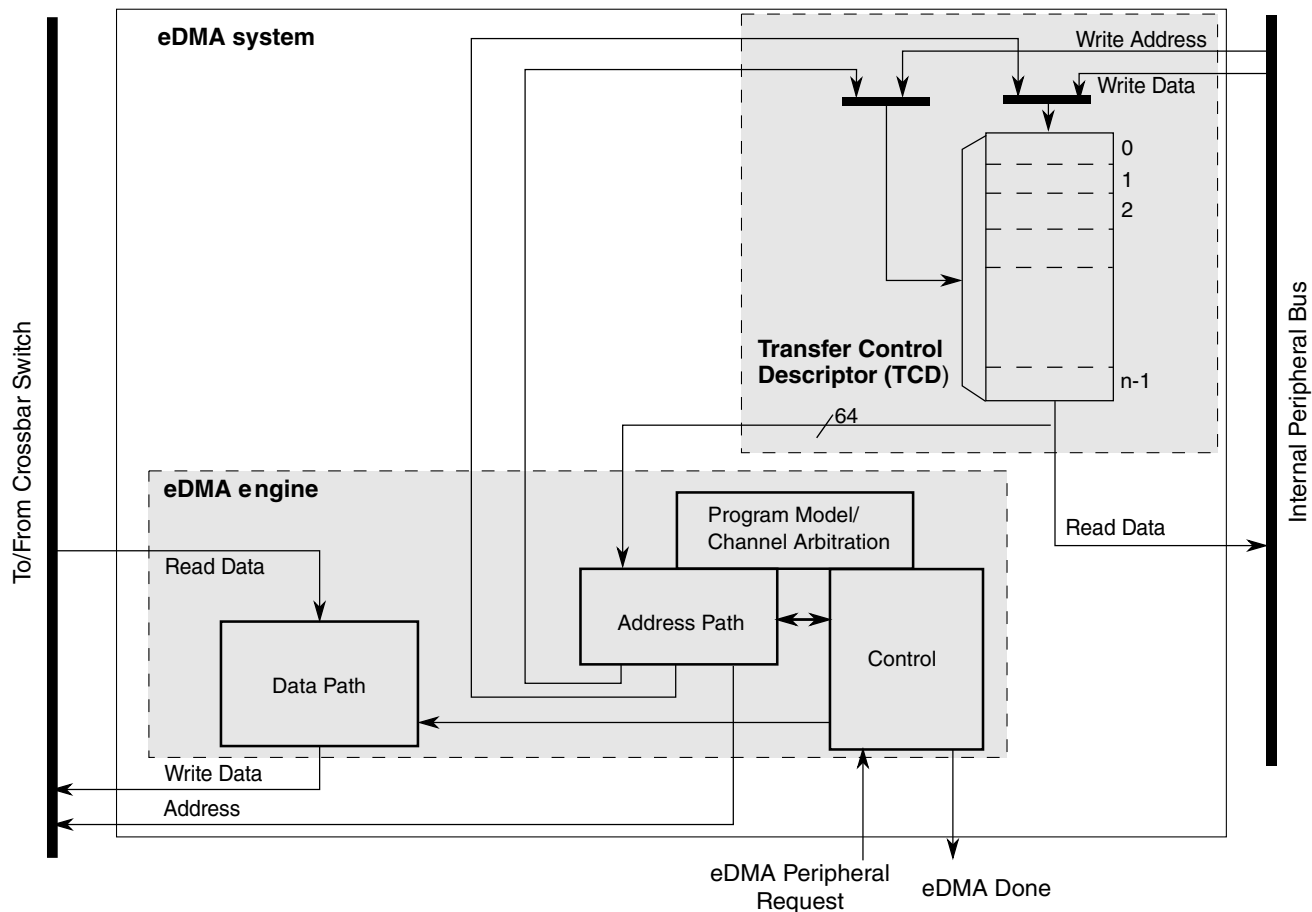 eDMA system
Write Address
Write Data
0
1
2
n-1
Transfer Control
Descriptor (TCD)
64
To/From Crossbar Switch
Internal Peripheral Bus
eDMA engine
Program Model/
Channel Arbitration
Read Data
Read Data
Address Path
Control
Data Path
Write Data
Address
eDMA Peripheral
Request
eDMA Done